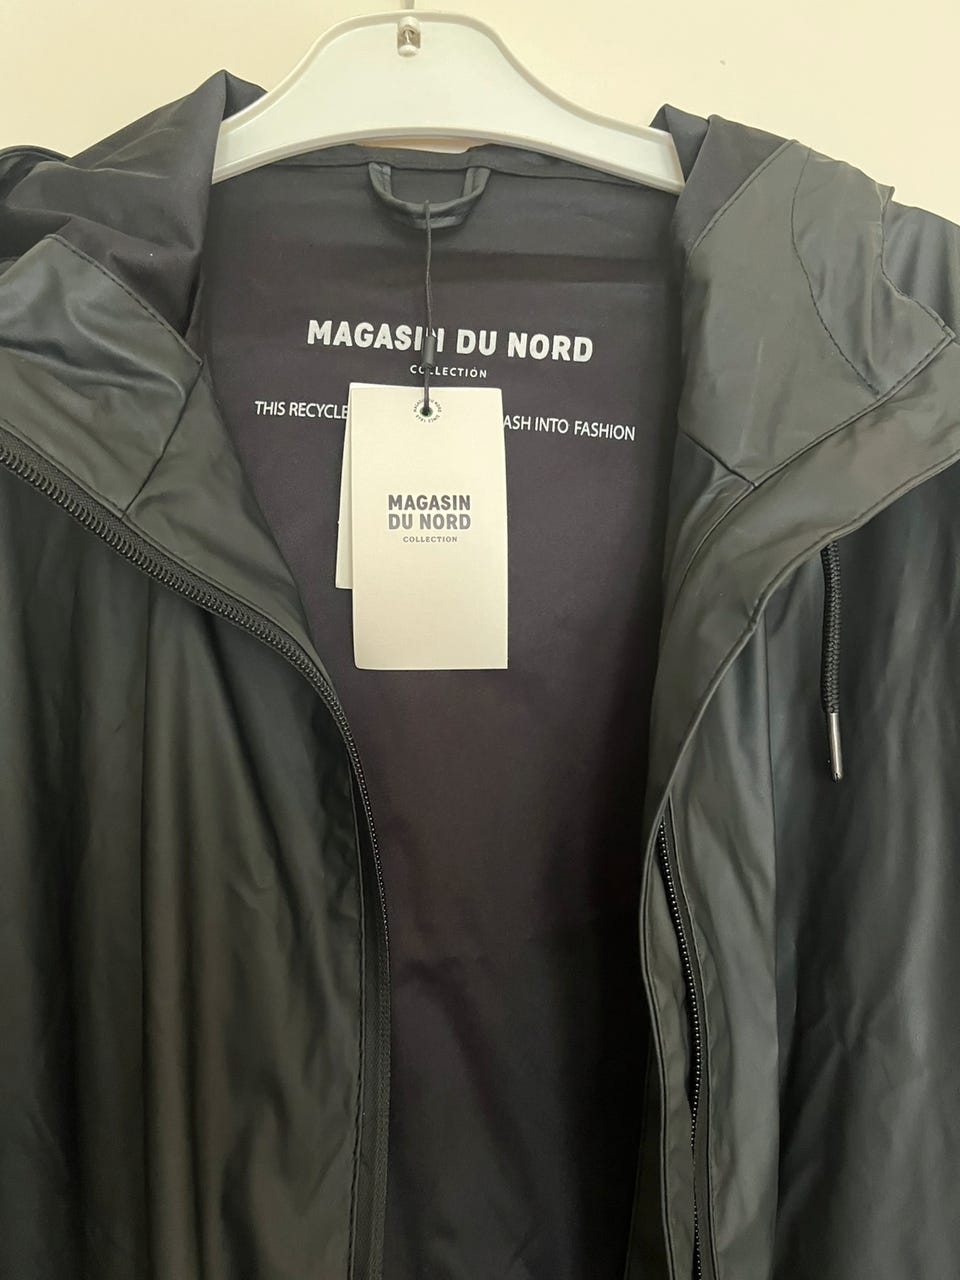 MAGASIN DU NORD
COLLECTION
THIS RECYCLE ASH INTO FASHION
MAGASIN
DU NORD
COLLECTION